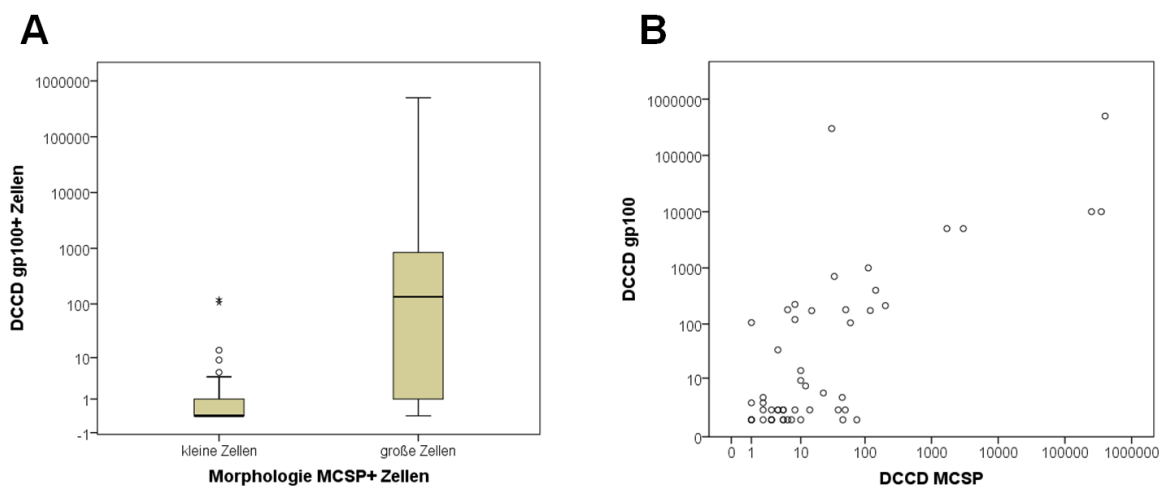 A
DCCD gp100+ Zellen
1000000
100000
10000
1000
100
10
1
-1
kleine Zellen
große Zellen
Morphologie MCSP+ Zellen
B
DCCD gp100
1000000
100000
10000
1000
100
10
0
0 1 10 100 1000 10000 100000 1000000
DCCD MCSP